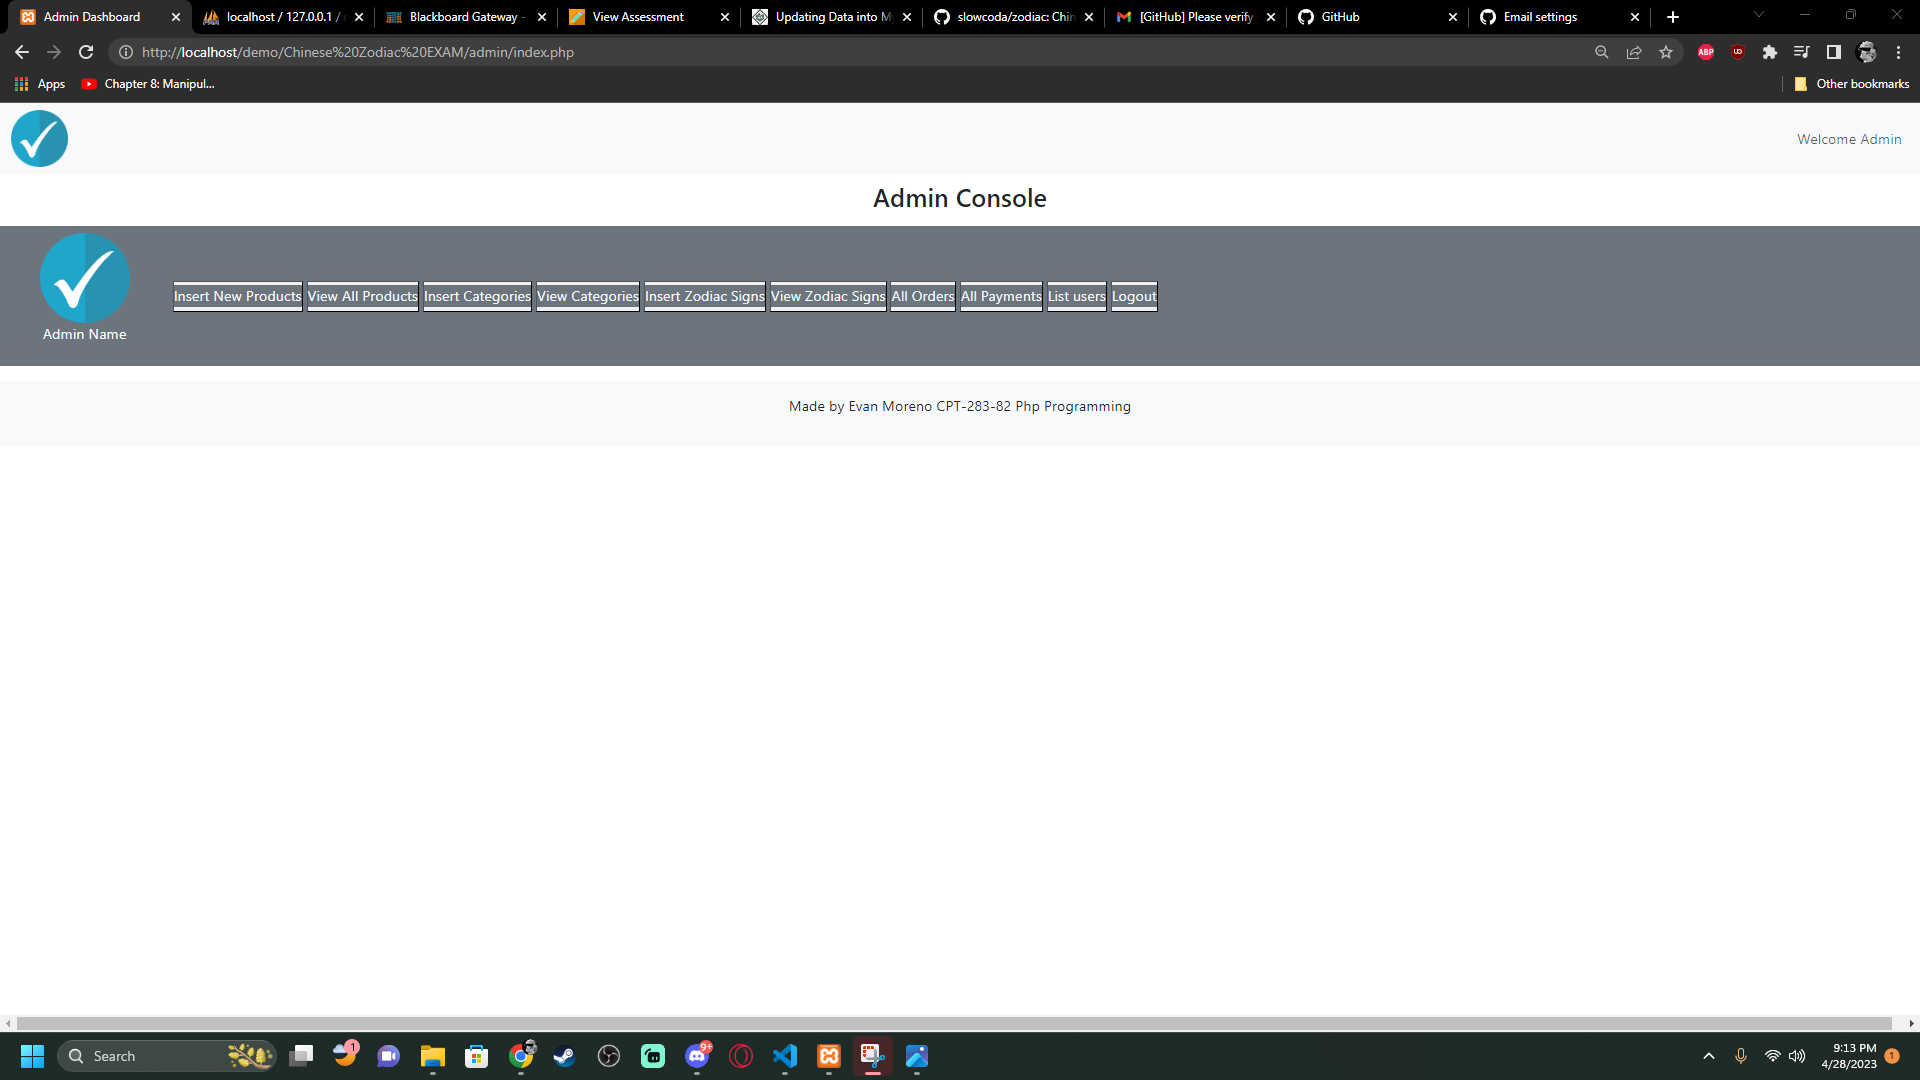 Admin Dashboard
localhost / 127.0.0.1 /
Blackboard Gateway -
View Assessment
Updating Data into M
slowcoda/zodiac: Chin
[GitHub] Please verify
GitHub
Email settings
http://localhost/demo/Chinese%20Zodiac%20EXAM/admin/index.php
ABP
Apps
Chapter 8: Manipul...
Other bookmarks
Welcome Admin
Admin Console
Insert New Products
View All Products
Insert Categories
View Categories
Insert Zodiac Signs
View Zodiac Signs
All Orders
All Payments
List users
Logout
Admin Name
Made by Evan Moreno CPT-283-82 Php Programming
Search
1
9+
9:13 PM
4/28/2023
1